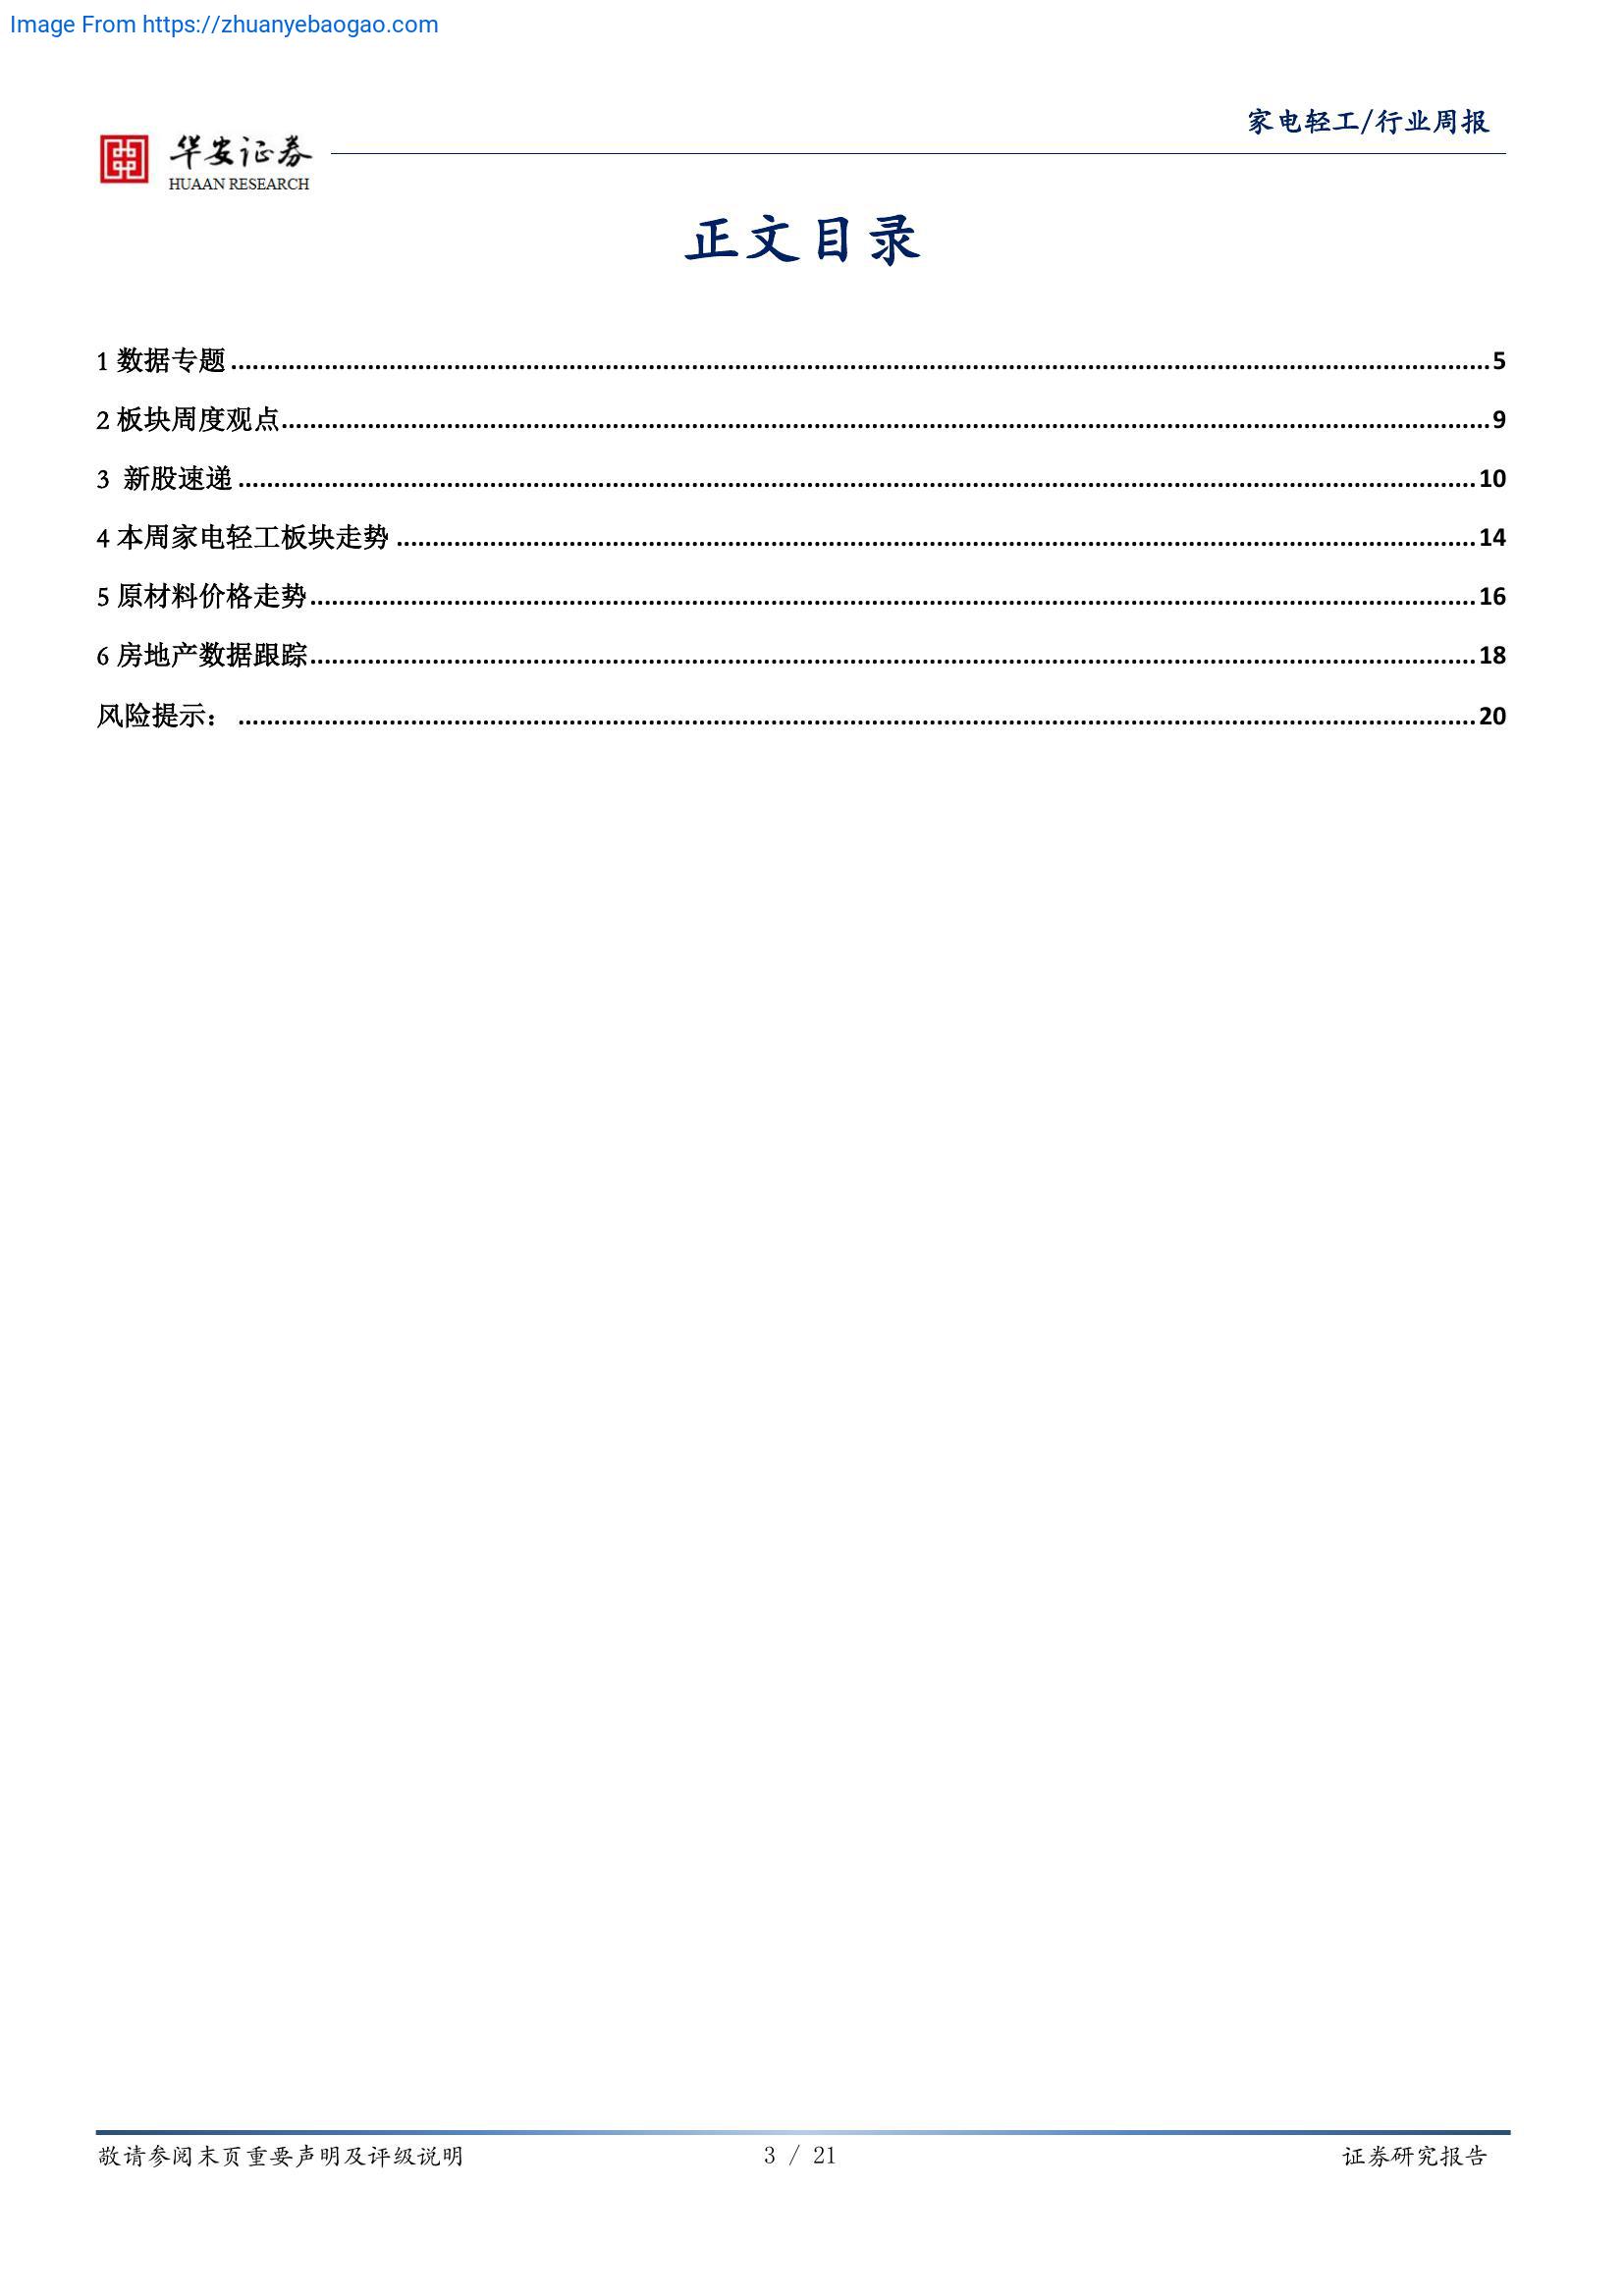 Image From https://zhuanyebaogao.com
家电轻工/行业周报
华安证券
HUAAN RESEARCH
正文目录
1 数据专题 ........................................ 5
2 板块周度观点 ........................................ 9
3 新股速递 ........................................ 10
4 本周家电轻工板块走势 ........................................ 14
5 原材料价格走势 ........................................ 16
6 房地产数据跟踪 ........................................ 18
风险提示： ........................................ 20
敬请参阅末页重要声明及评级说明 3 / 21 证券研究报告